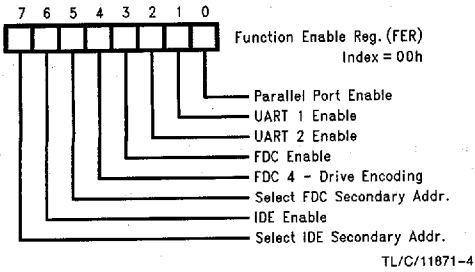 7 6 5 4 3 2 1 0
Function Enable Reg. (FER)
Index = 00h
Parallel Port Enable
UART 1 Enable
UART 2 Enable
FDC Enable
FDC 4 - Drive Encoding
Select FDC Secondary Addr.
IDE Enable
Select IDE Secondary Addr.
TL/C/11871-4